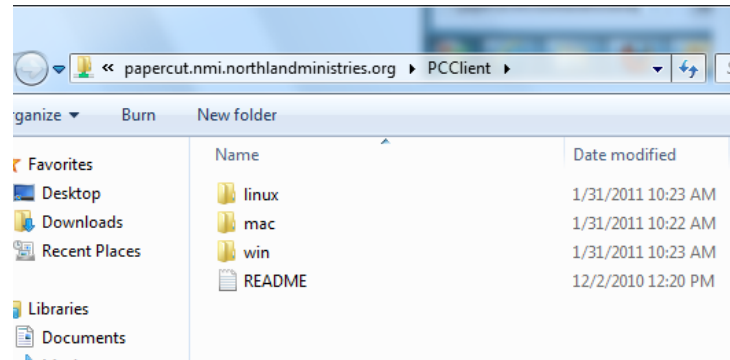 « papercut.nmi.northlandministries.org ▸ PCClient ▸
rganize Burn New folder
Favorites
Desktop
Downloads
Recent Places
Libraries
Documents
Name Date modified
linux 1/31/2011 10:23 AM
mac 1/31/2011 10:22 AM
win 1/31/2011 10:23 AM
README 12/2/2010 12:20 PM